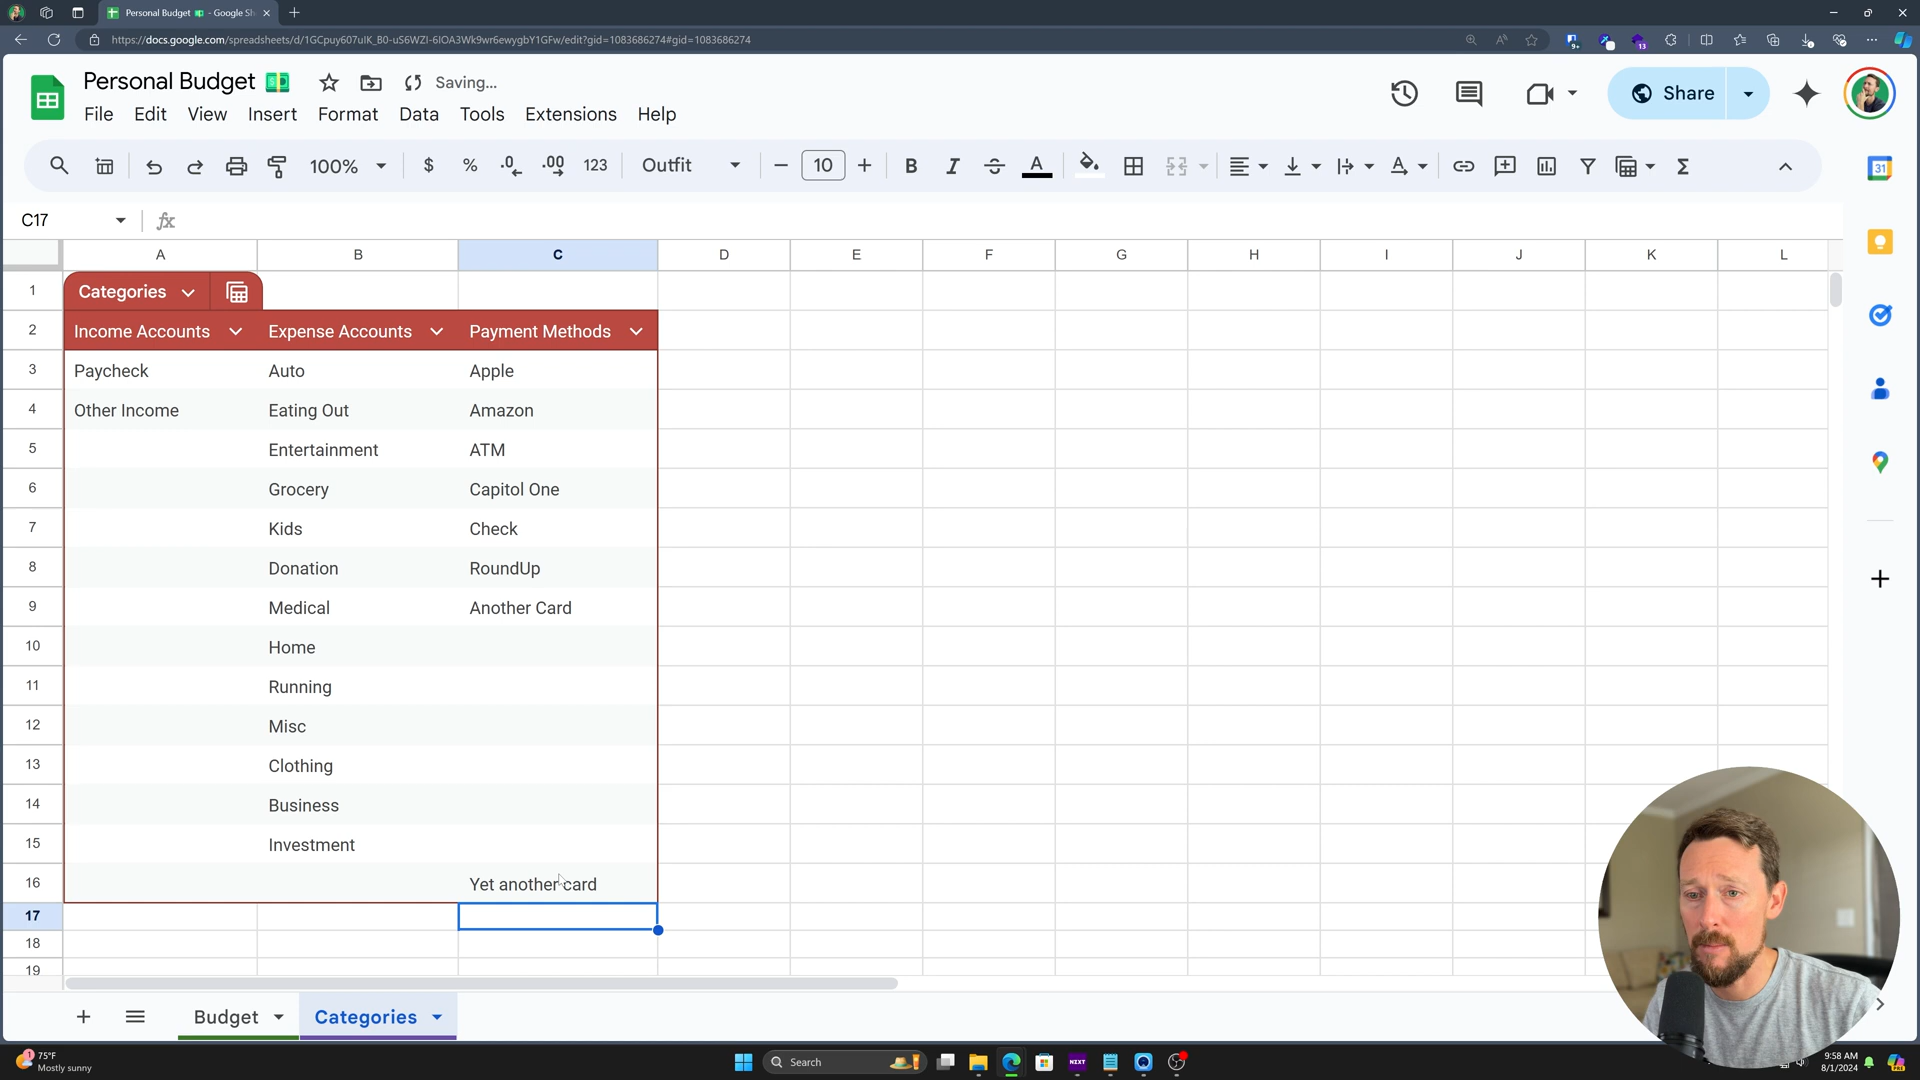 Personal Budget 💵 - Google Sh
https://docs.google.com/spreadsheets/d/1GCpuy607uIK_B0-uS6WZI-6IOA3Wk9wr6ewygbY1GFw/edit?gid=1083686274#gid=1083686274
Personal Budget 💵 Saving...
File Edit View Insert Format Data Tools Extensions Help
Share
100% $ % .0 .00 123 Outfit 10
C17
A B C D E F G H I J K L
1 Categories
2 Income Accounts Expense Accounts Payment Methods
3 Paycheck Auto Apple
4 Other Income Eating Out Amazon
5 Entertainment ATM
6 Grocery Capitol One
7 Kids Check
8 Donation RoundUp
9 Medical Another Card
10 Home
11 Running
12 Misc
13 Clothing
14 Business
15 Investment
16 Yet another card
17
18
19
Budget Categories
75°F
Mostly sunny
Search
9:58 AM
8/1/2024